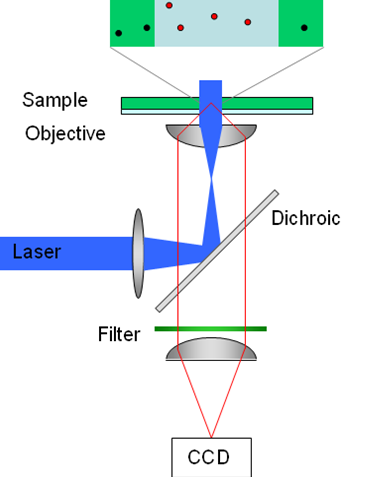 Sample
Objective
Dichroic
Laser
Filter
CCD